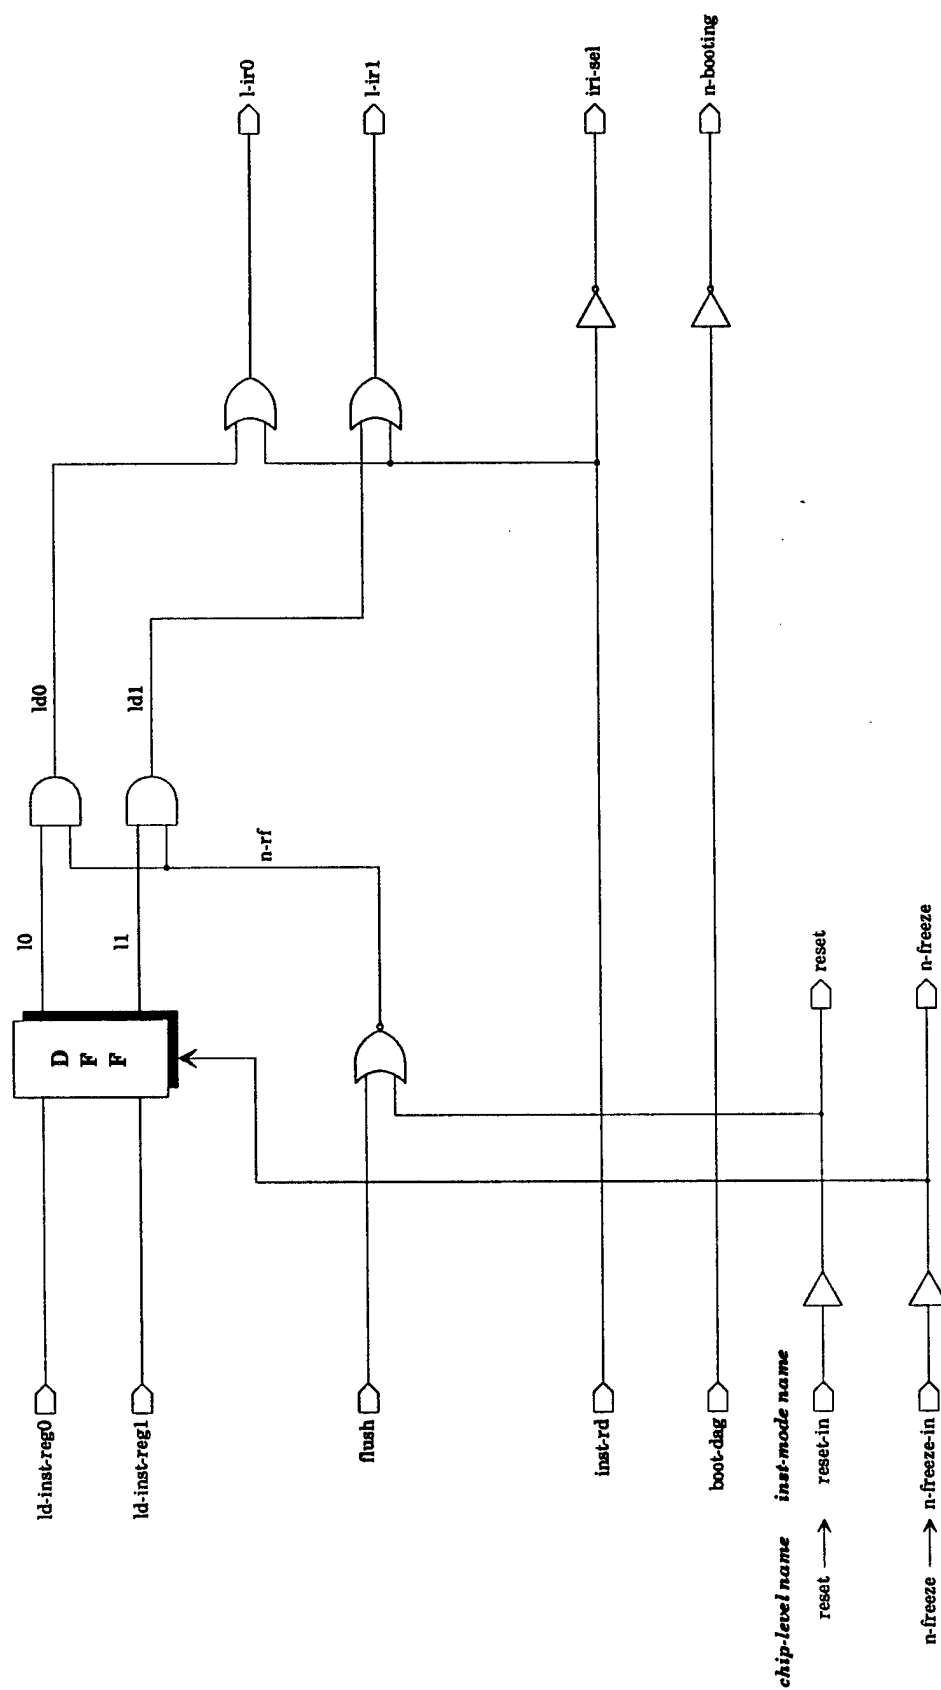 ld-inst-reg0
ld-inst-reg1
flush
inst-rd
boot-dag
chip-level name
inst-mode name
reset
reset-in
n-freeze
n-freeze-in
D
F
F
l0
l1
n-rf
ld0
ld1
reset
n-freeze
l-ir0
l-ir1
iri-sel
n-booting